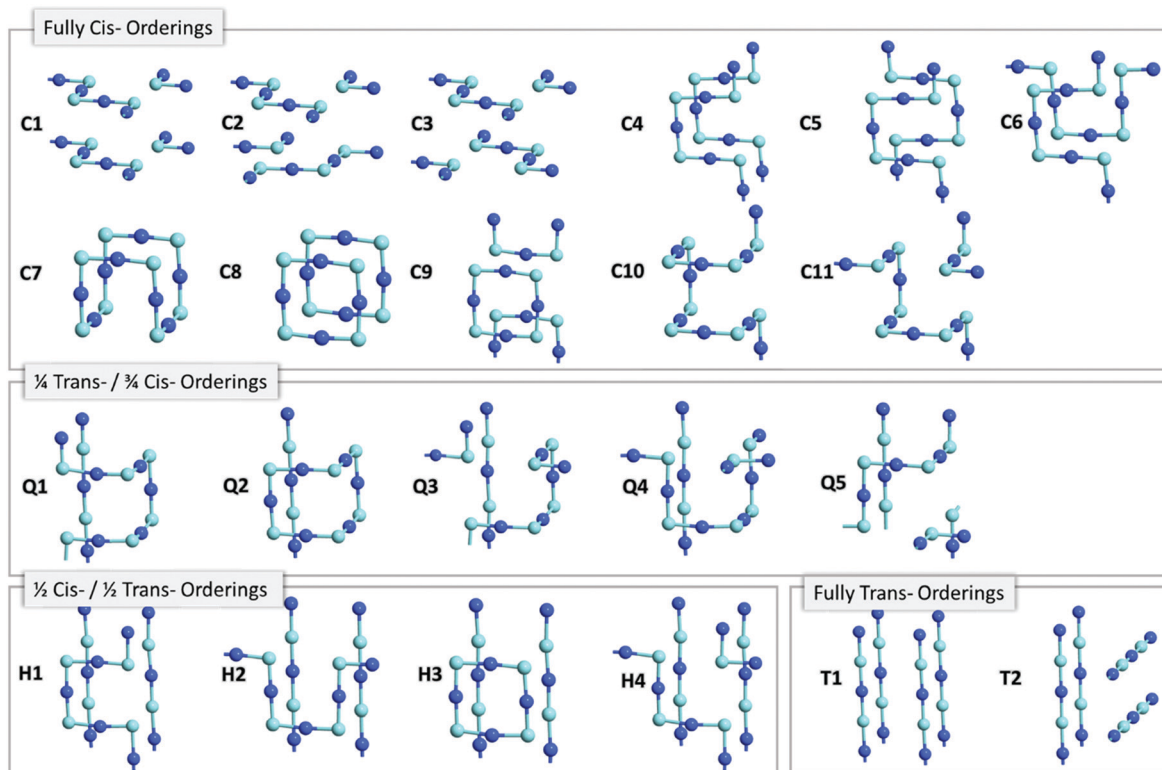 Fully Cis- Orderings
C1 C2 C3 C4 C5 C6
C7 C8 C9 C10 C11
¼ Trans- / ¾ Cis- Orderings
Q1 Q2 Q3 Q4 Q5
½ Cis- / ½ Trans- Orderings
H1 H2 H3 H4
Fully Trans- Orderings
T1 T2